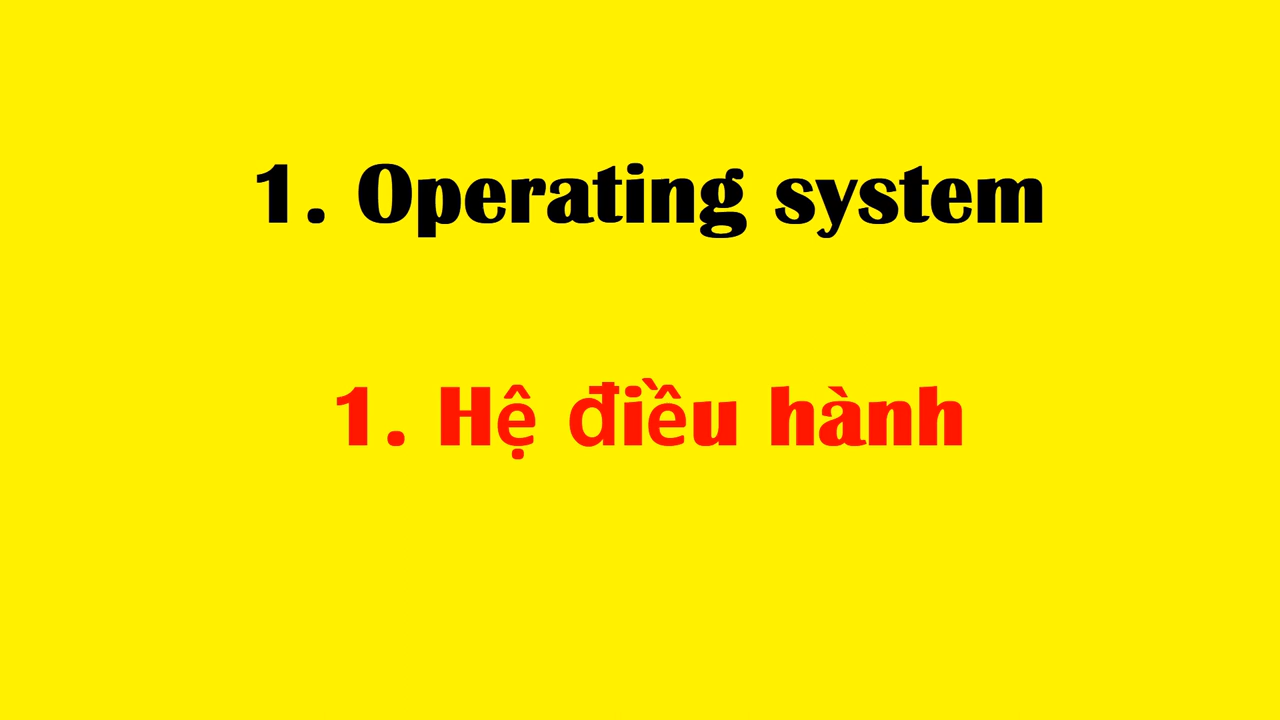 1. Operating system
1. Hệ điều hành